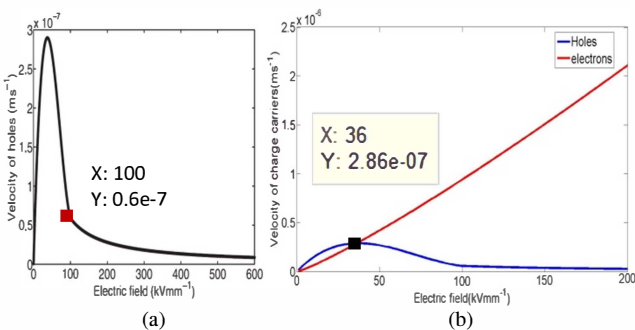 ×10⁻⁷
3
2.5
2
1.5
1
0.5
0
0 100 200 300 400 500 600
Velocity of holes (ms⁻¹)
Electric field (kVmm⁻¹)
X: 100
Y: 0.6e-7
(a)
×10⁻⁶
2.5
2
1.5
1
0.5
0
0 50 100 150 200
Velocity of charge carriers(ms⁻¹)
Electric field(kVmm⁻¹)
Holes
electrons
X: 36
Y: 2.86e-07
(b)